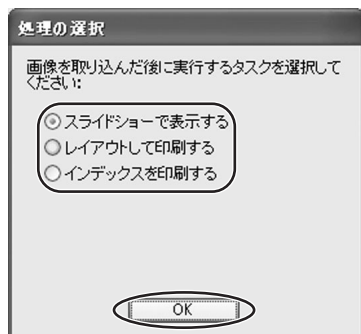 処理の選択
画像を取り込んだ後に実行するタスクを選択して
ください:
スライドショーで表示する
レイアウトして印刷する
インデックスを印刷する
OK